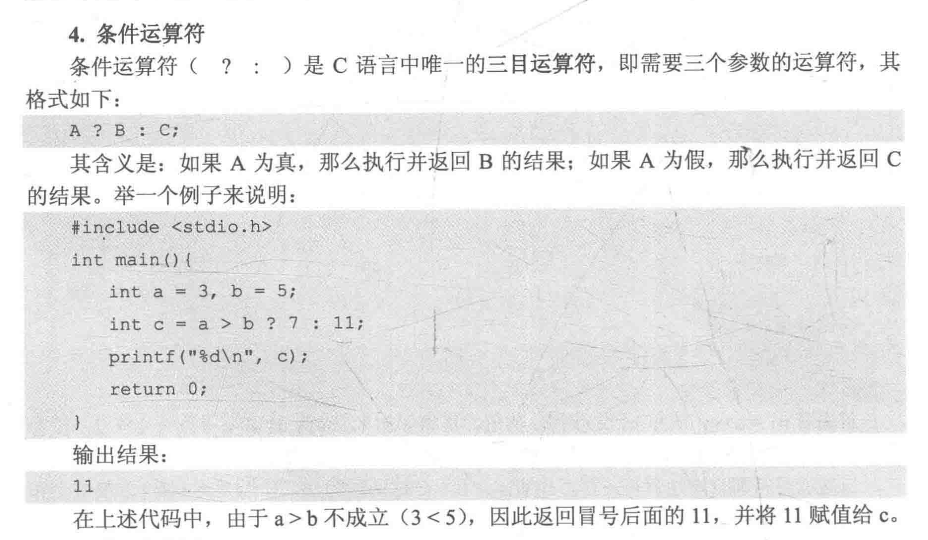 4. 条件运算符
条件运算符（ ? : ）是 C 语言中唯一的三目运算符，即需要三个参数的运算符，其
格式如下：
A ? B : C;
其含义是：如果 A 为真，那么执行并返回 B 的结果；如果 A 为假，那么执行并返回 C
的结果。举一个例子来说明：
#include <stdio.h>
int main(){
int a = 3, b = 5;
int c = a > b ? 7 : 11;
printf("%d\n", c);
return 0;
}
输出结果：
11
在上述代码中，由于 a > b 不成立（3 < 5），因此返回冒号后面的 11，并将 11 赋值给 c。